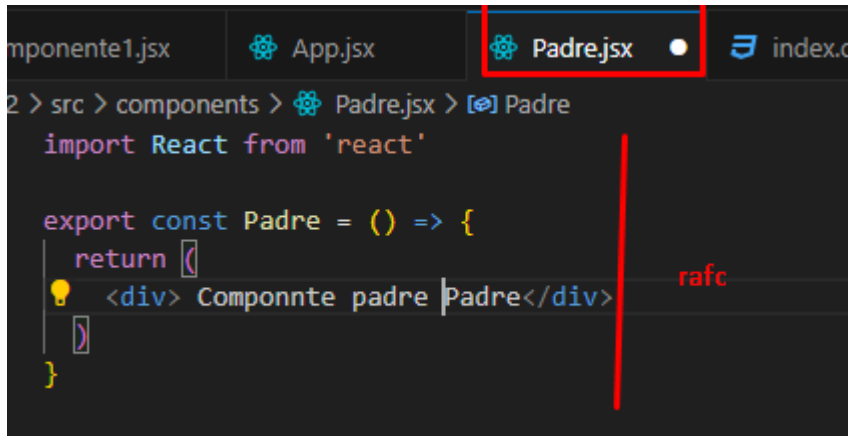 mponente1.jsx App.jsx Padre.jsx index.c
2 > src > components > Padre.jsx > Padre
import React from 'react'
export const Padre = () => {
return (
<div> Componnte padre Padre</div>
rafc
)
}